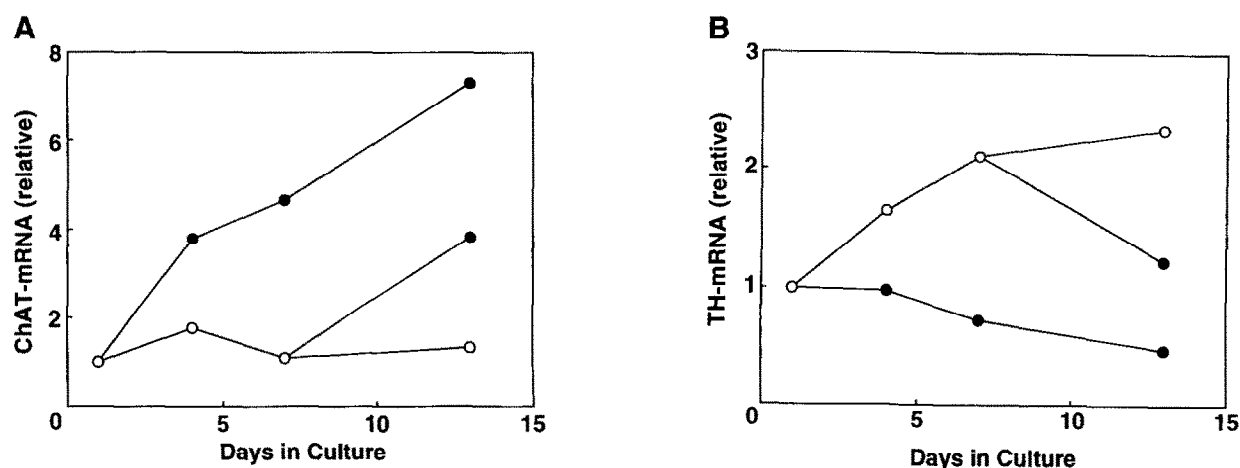 A
ChAT-mRNA (relative)
8
6
4
2
0
5
10
15
Days in Culture
B
TH-mRNA (relative)
3
2
1
0
5
10
15
Days in Culture